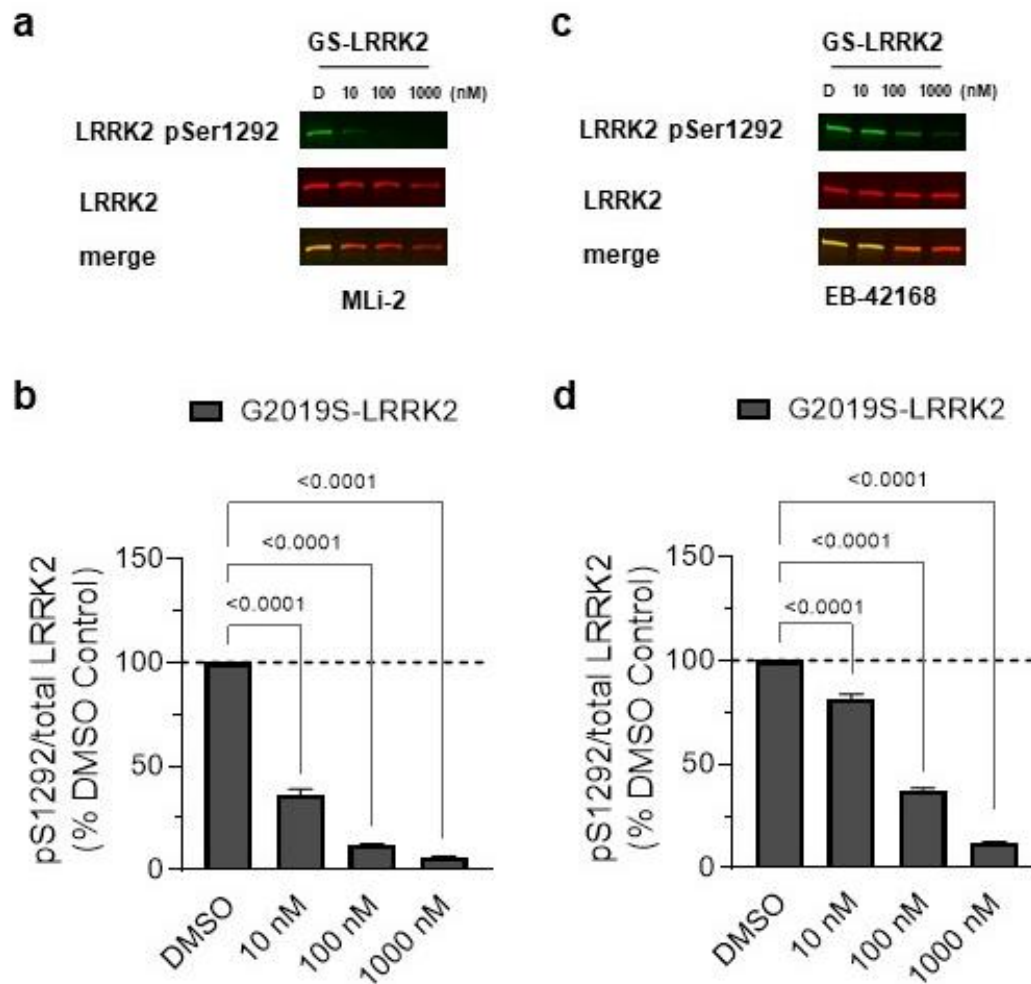 a
GS-LRRK2
D 10 100 1000 (nM)
LRRK2 pSer1292
LRRK2
merge
MLi-2
c
GS-LRRK2
D 10 100 1000 (nM)
LRRK2 pSer1292
LRRK2
merge
EB-42168
b
G2019S-LRRK2
<0.0001
<0.0001
<0.0001
pS1292/total LRRK2
(% DMSO Control)
150
100
50
0
DMSO
10 nM
100 nM
1000 nM
d
G2019S-LRRK2
<0.0001
<0.0001
<0.0001
pS1292/total LRRK2
(% DMSO Control)
150
100
50
0
DMSO
10 nM
100 nM
1000 nM